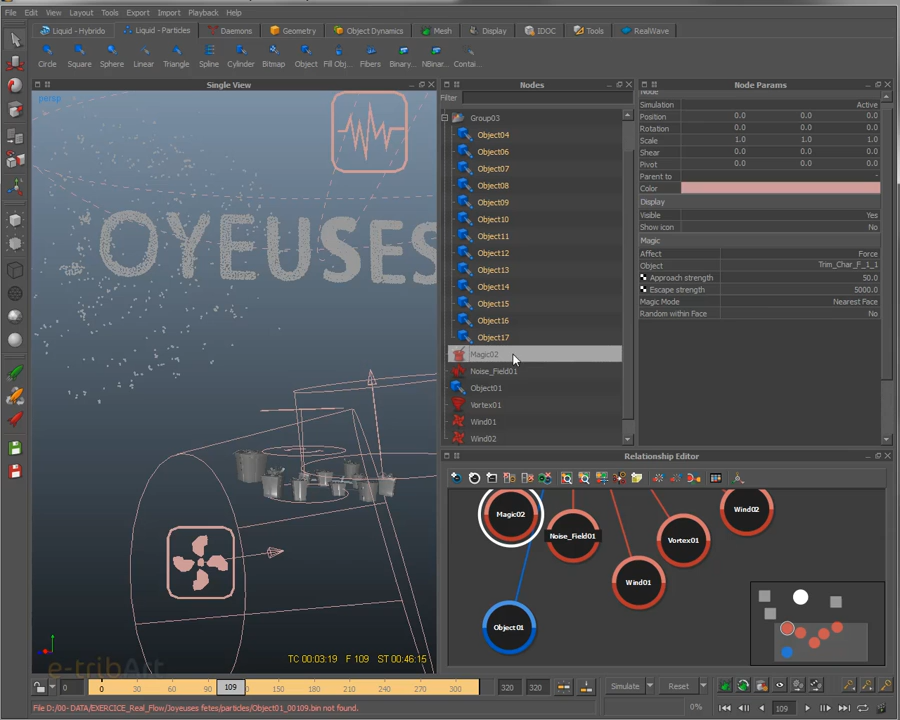 File Edit View Layout Tools Export Import Playback Help
Liquid - Hybrido Liquid - Particles Daemons Geometry Object Dynamics Mesh Display IDOC Tools RealWave
Circle Square Sphere Linear Triangle Spline Cylinder Bitmap Object Fill Obj... Fibers Binary... NBinar... Contai...
Single View
persp
OYEUSES
TC 00:03:19 F 109 ST:00:46:15
e-tribArt
Nodes
Filter
Group03
Object04
Object06
Object07
Object08
Object09
Object10
Object11
Object12
Object13
Object14
Object15
Object16
Object17
Magic02
Noise_Field01
Object01
Vortex01
Wind01
Wind02
Node Params
Node
Simulation Active
Position 0.0 0.0 0.0
Rotation 0.0 0.0 0.0
Scale 1.0 1.0 1.0
Shear 0.0 0.0 0.0
Pivot 0.0 0.0 0.0
Parent to -
Color
Display
Visible Yes
Show icon No
Magic
Affect Force
Object Trim_Char_F_1_1
Approach strength 50.0
Escape strength 5000.0
Magic Mode Nearest Face
Random within Face No
Relationship Editor
Magic02
Noise_Field01
Wind01
Vortex01
Wind02
Object01
0 0 30 60 90 109 120 150 180 210 240 270 300 320 320 Simulate Reset
File D:/00- DATA/EXERCICE_Real_Flow/Joyeuses fetes/particles/Object01_00109.bin not found. 0% 109